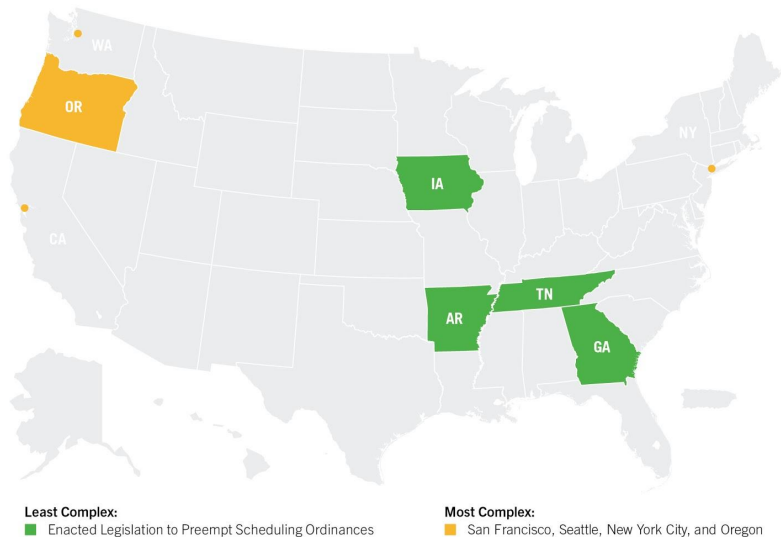 WA
OR
NY
IA
CA
TN
AR
GA
Least Complex:
Enacted Legislation to Preempt Scheduling Ordinances
Most Complex:
San Francisco, Seattle, New York City, and Oregon